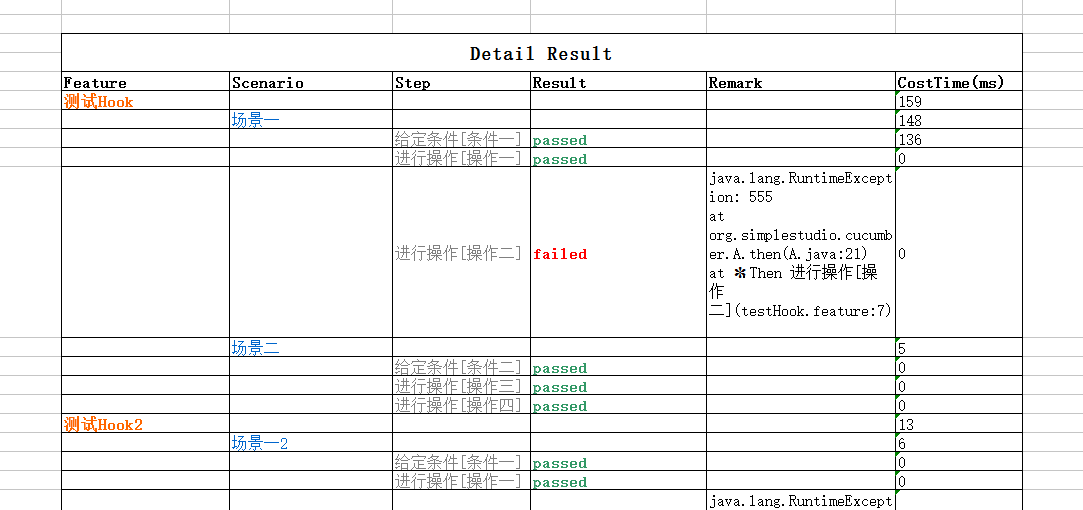 Detail Result
Feature Scenario Step Result Remark CostTime(ms)
测试Hook 159
场景一 148
给定条件[条件一] passed 136
进行操作[操作一] passed 0
java.lang.RuntimeExcept
ion: 555
at
org.simplestudio.cucumb
er.A.then(A.java:21)
进行操作[操作二] failed 0
at ✻Then 进行操作[操
作
二](testHook.feature:7)
场景二 5
给定条件[条件二] passed 0
进行操作[操作三] passed 0
进行操作[操作四] passed 0
测试Hook2 13
场景一2 6
给定条件[条件一] passed 0
进行操作[操作一] passed 0
java.lang.RuntimeExcept